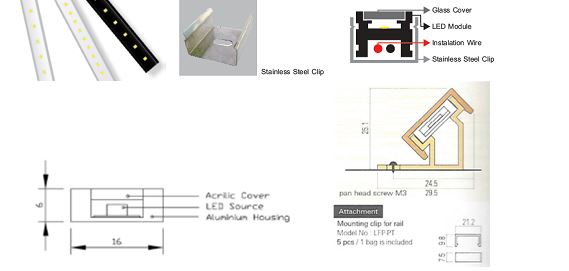 Glass Cover
LED Module
Instalation Wire
Stainless Steel Clip
Stainless Steel Clip
26.1
24.5
29.5
pan head screw M3
Attachment
Mounting clip for rail
Model No : LFP-PT
5 pcs / 1 bag is included
21.2
9.8
7.5
Acrilic Cover
LED Source
Aluminium Housing
6
16